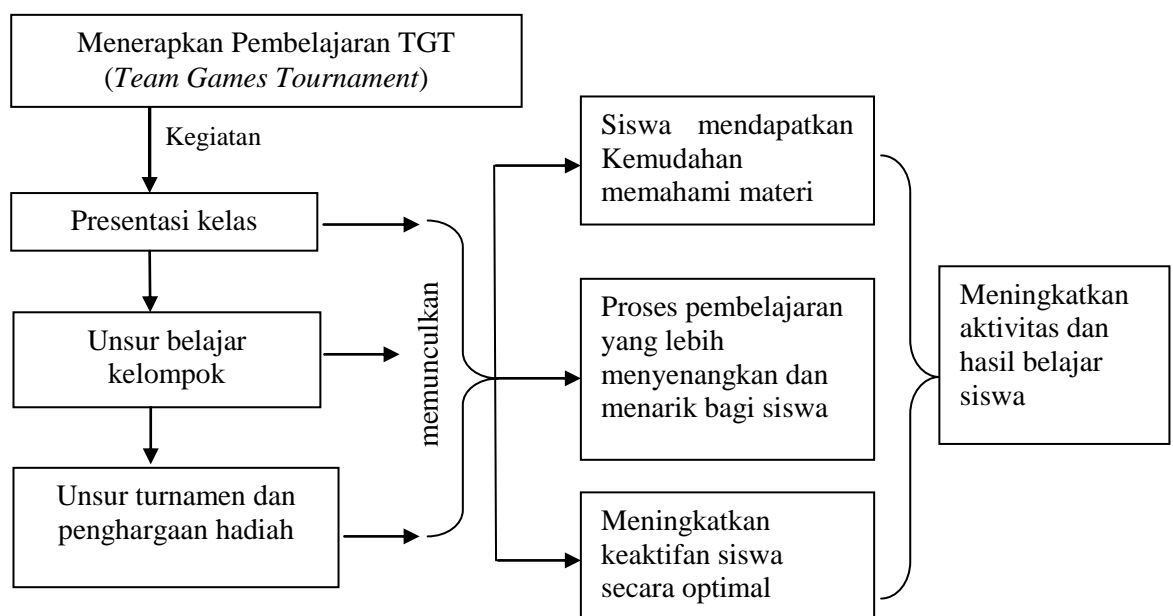 Menerapkan Pembelajaran TGT
(Team Games Tournament)
Kegiatan
Presentasi kelas
Unsur belajar
kelompok
Unsur turnamen dan
penghargaan hadiah
memunculkan
Siswa mendapatkan
Kemudahan
memahami materi
Proses pembelajaran
yang lebih
menyenangkan dan
menarik bagi siswa
Meningkatkan
keaktifan siswa
secara optimal
Meningkatkan
aktivitas dan
hasil belajar
siswa